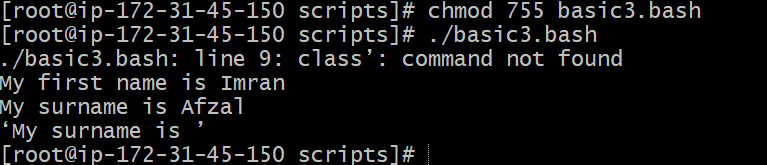 [root@ip-172-31-45-150 scripts]# chmod 755 basic3.bash
[root@ip-172-31-45-150 scripts]# ./basic3.bash
./basic3.bash: line 9: class’: command not found
My first name is Imran
My surname is Afzal
‘My surname is ’
[root@ip-172-31-45-150 scripts]#